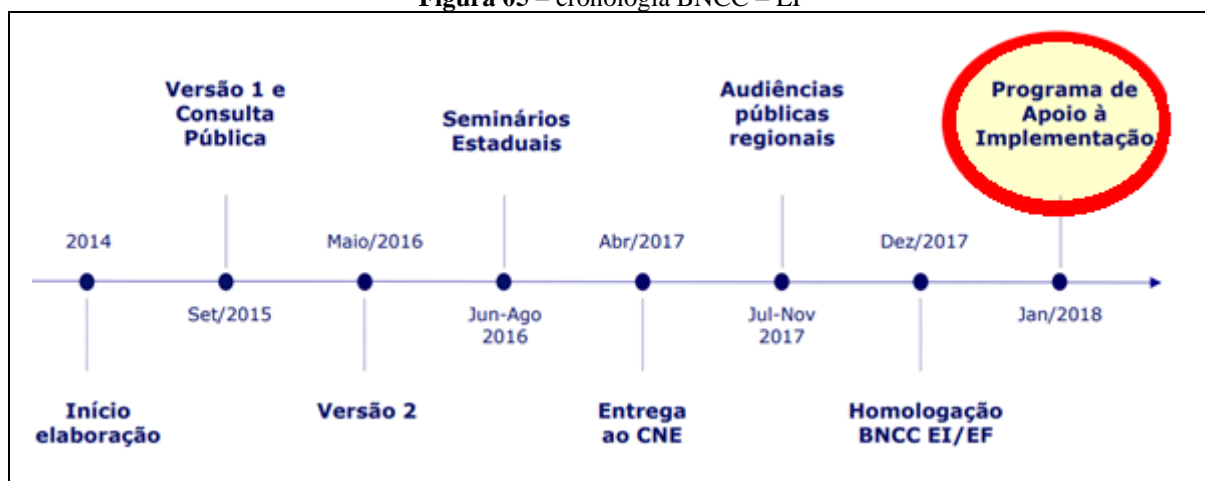 Figura 05 – cronologia BNCC – EF
Versão 1 e
Consulta
Pública
Seminários
Estaduais
Audiências
públicas
regionais
Programa de
Apoio à
Implementação
2014
Maio/2016
Abr/2017
Dez/2017
Set/2015
Jun-Ago
2016
Jul-Nov
2017
Jan/2018
Início
elaboração
Versão 2
Entrega
ao CNE
Homologação
BNCC EI/EF